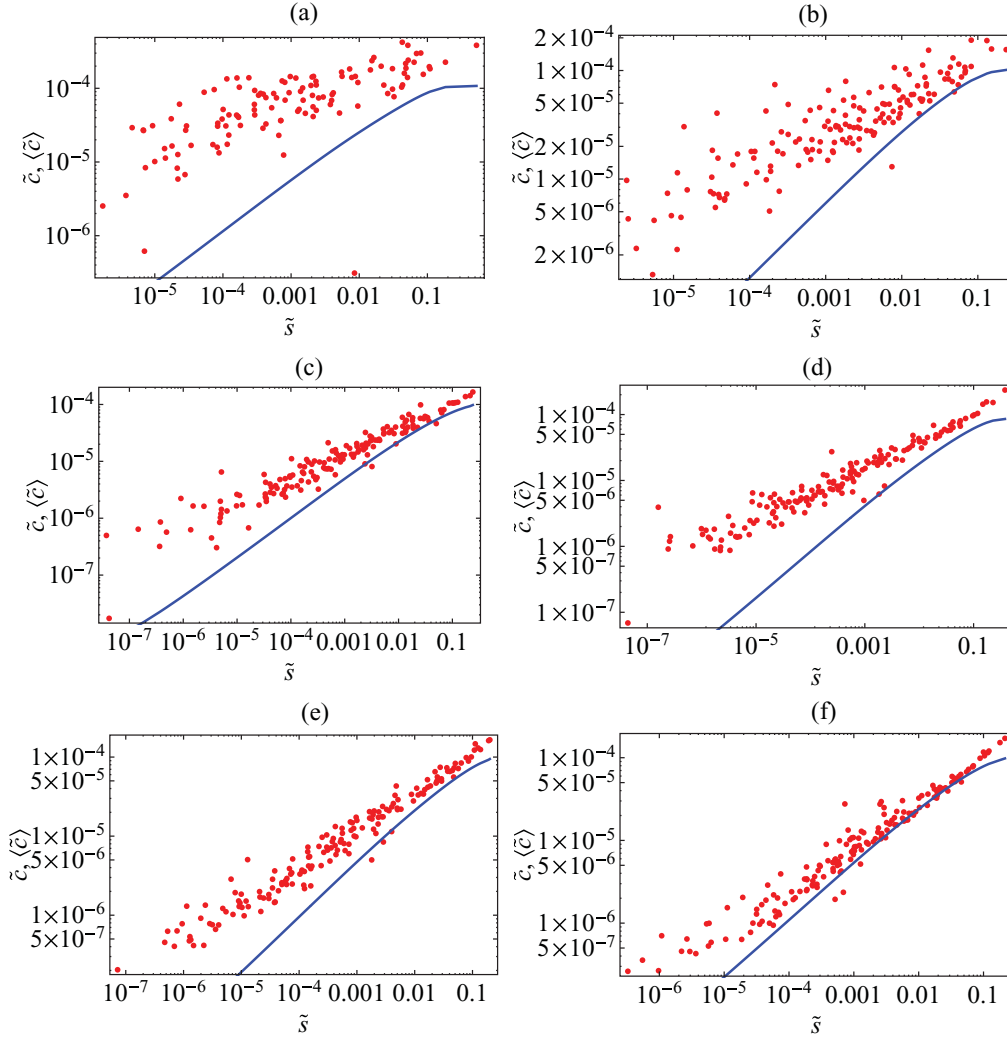 (a)
10⁻⁴
10⁻⁵
10⁻⁶
c̃, ⟨c̃⟩
10⁻⁵ 10⁻⁴ 0.001 0.01 0.1
s̃
(b)
2×10⁻⁴
1×10⁻⁴
5×10⁻⁵
2×10⁻⁵
1×10⁻⁵
5×10⁻⁶
2×10⁻⁶
c̃, ⟨c̃⟩
10⁻⁵ 10⁻⁴ 0.001 0.01 0.1
s̃
(c)
10⁻⁴
10⁻⁵
10⁻⁶
10⁻⁷
c̃, ⟨c̃⟩
10⁻⁷ 10⁻⁶ 10⁻⁵ 10⁻⁴ 0.001 0.01 0.1
s̃
(d)
1×10⁻⁴
5×10⁻⁵
1×10⁻⁵
5×10⁻⁶
1×10⁻⁶
5×10⁻⁷
1×10⁻⁷
c̃, ⟨c̃⟩
10⁻⁷ 10⁻⁵ 0.001 0.1
s̃
(e)
1×10⁻⁴
5×10⁻⁵
1×10⁻⁵
5×10⁻⁶
1×10⁻⁶
5×10⁻⁷
c̃, ⟨c̃⟩
10⁻⁷ 10⁻⁶ 10⁻⁵ 10⁻⁴ 0.001 0.01 0.1
s̃
(f)
1×10⁻⁴
5×10⁻⁵
1×10⁻⁵
5×10⁻⁶
1×10⁻⁶
5×10⁻⁷
c̃, ⟨c̃⟩
10⁻⁶ 10⁻⁵ 10⁻⁴ 0.001 0.01 0.1
s̃